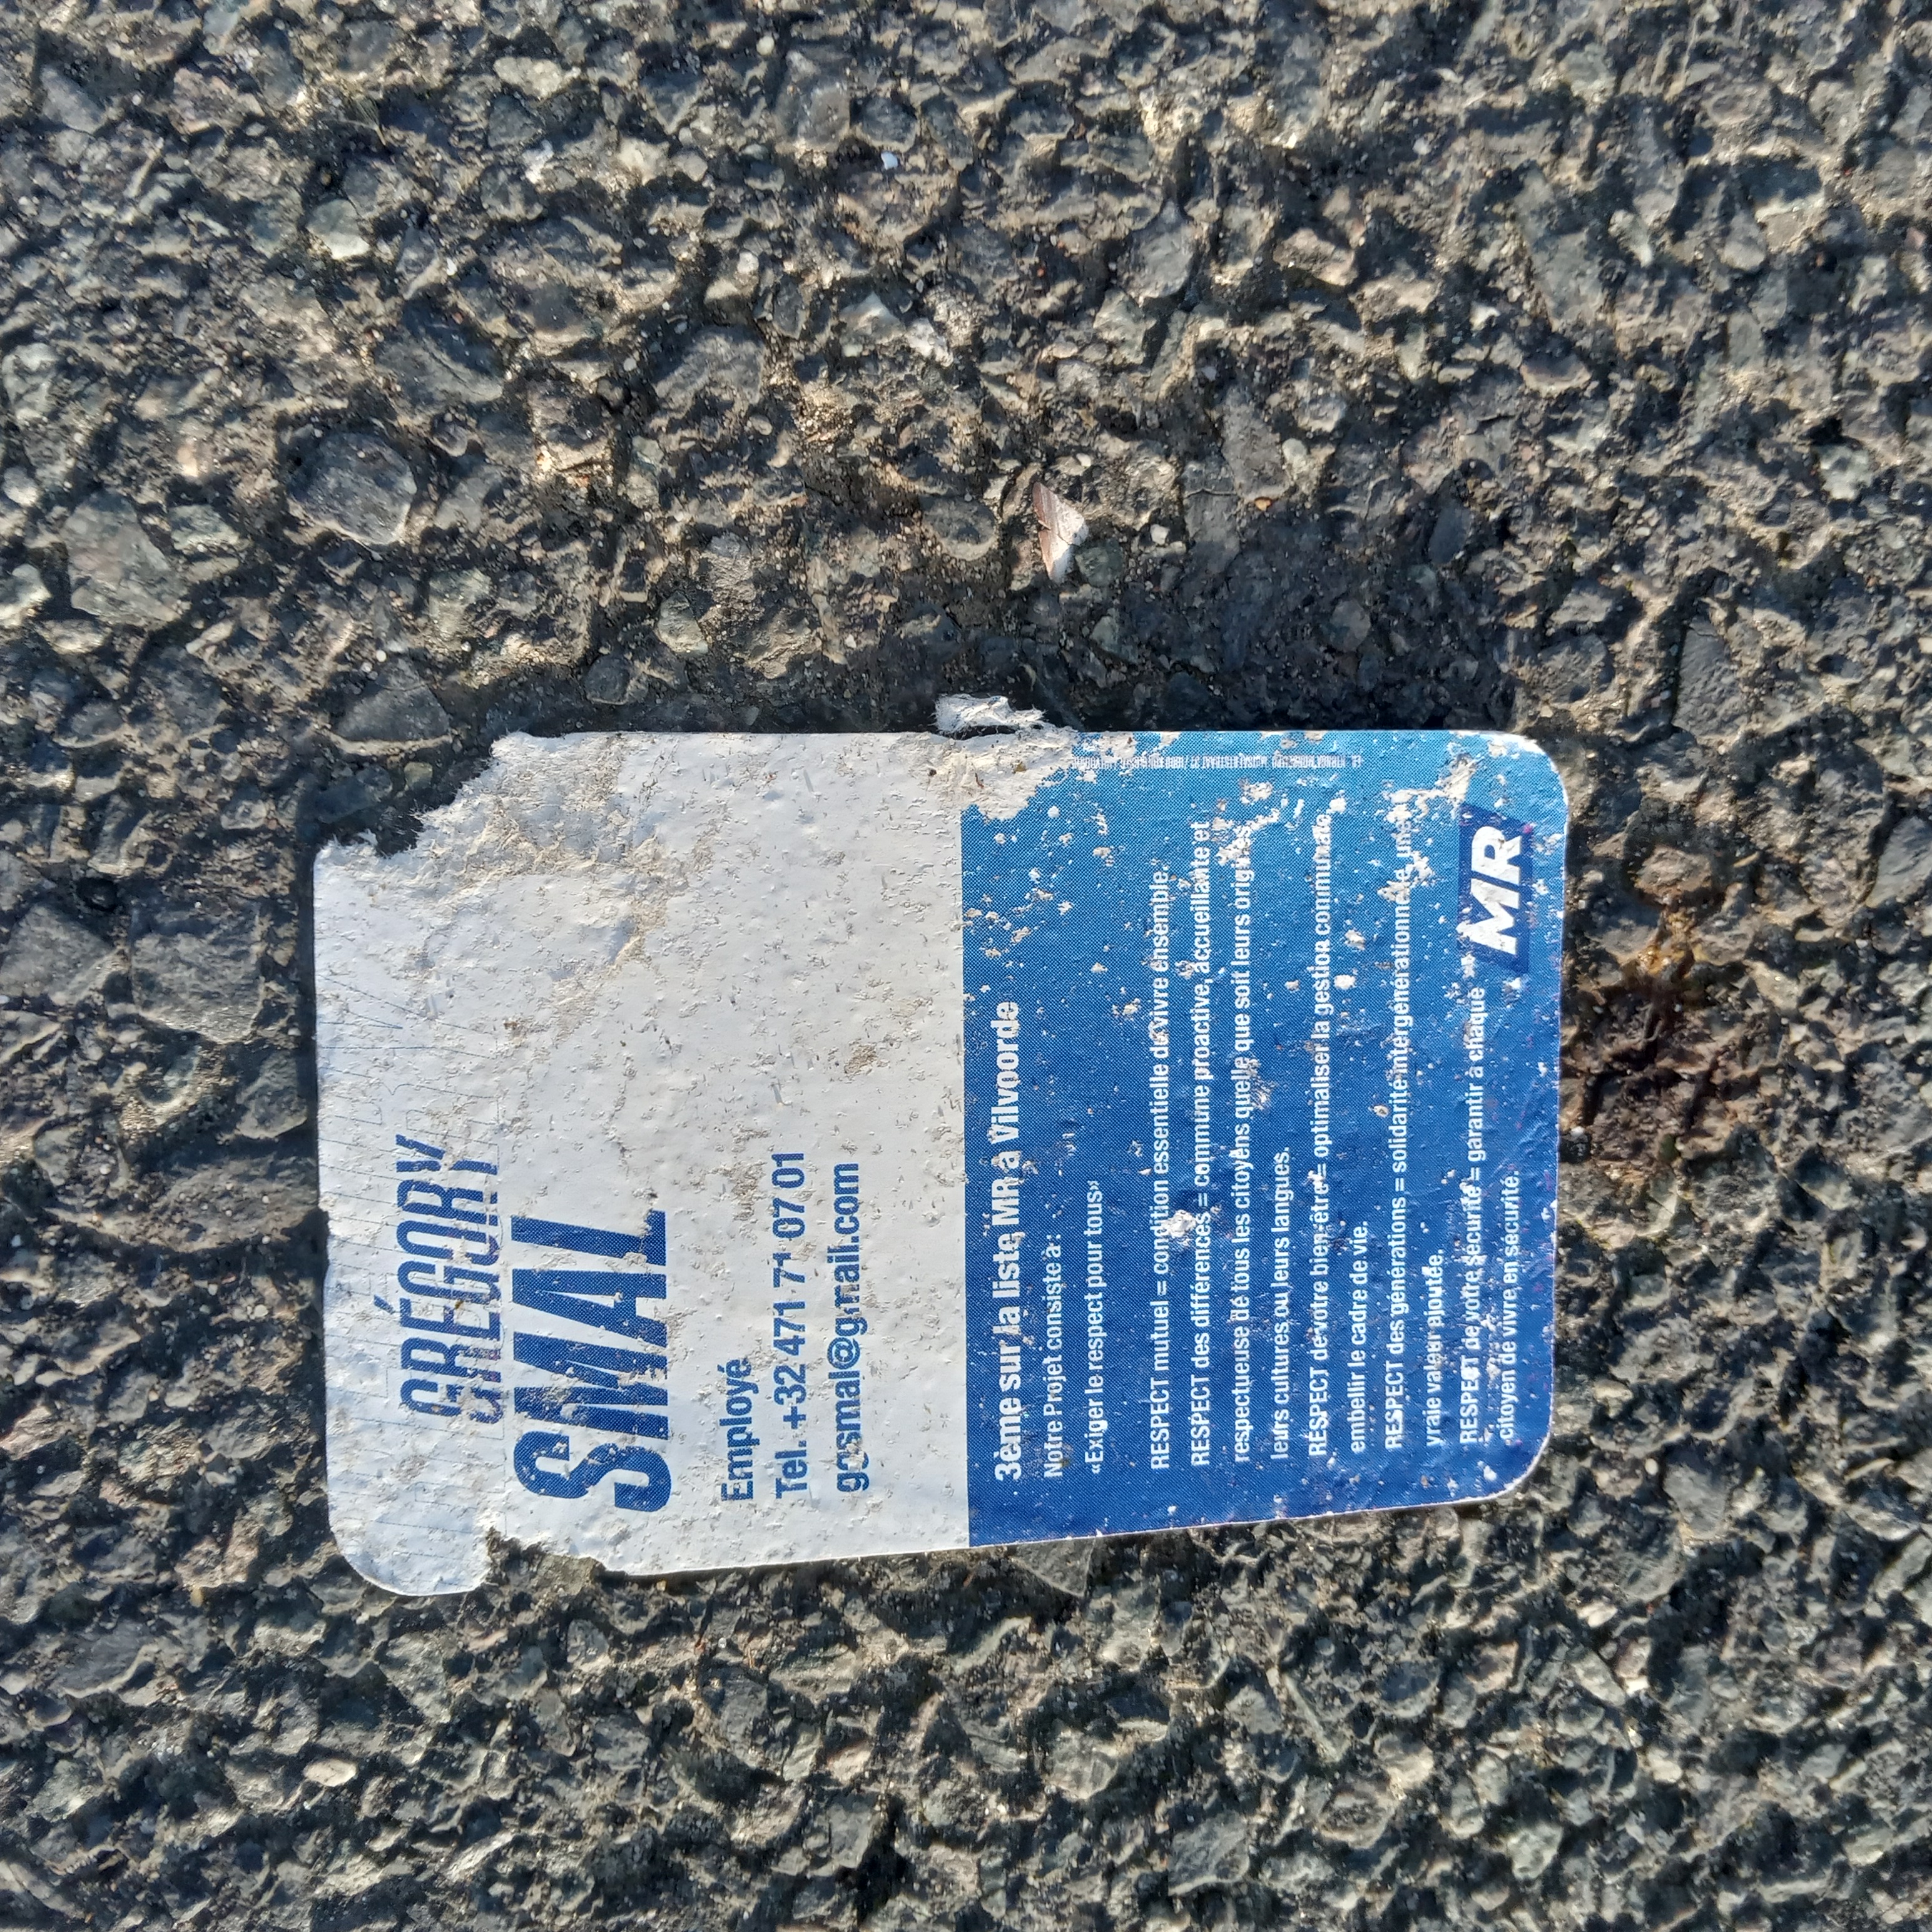 GRÉGORY
SMAL
Employé
Tel. +32 471 71 07 01
gosmal@gmail.com
3ème sur la liste MR à Vilvoorde
Notre Projet consiste à :
«Exiger le respect pour tous»
RESPECT mutuel = condition essentielle de vivre ensemble.
RESPECT des différences = commune proactive, accueillante et
respectueuse de tous les citoyens quelle que soit leurs origines,
leurs cultures ou leurs langues.
RESPECT de votre bien-être = optimaliser la gestion communale,
embellir le cadre de vie.
RESPECT des générations = solidarité intergénérationnelle, une
vraie valeur ajoutée.
RESPECT de votre sécurité = garantir à chaque
citoyen de vivre en sécurité.
MR